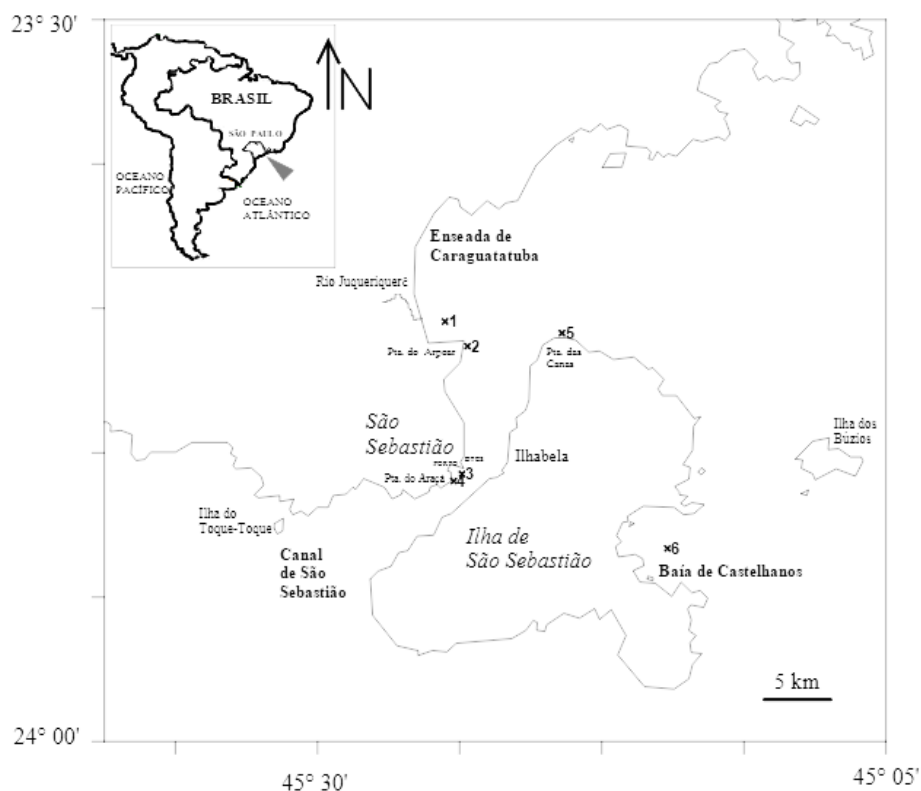 23° 30'
N
BRASIL
SÃO PAULO
OCEANO
PACÍFICO
OCEANO
ATLÂNTICO
Enseada de
Caraguatatuba
Rio Juqueriquerê
×1
Pta. do Arpoar
×2
×5
Pta. das
Canas
São
Sebastião
Ilhabela
Ilha dos
Búzios
×3
Pta. do Araçá
×4
Ilha do
Toque-Toque
Ilha de
São Sebastião
Canal
de São
Sebastião
×6
Baía de Castelhanos
5 km
24° 00'
45° 30'
45° 05'